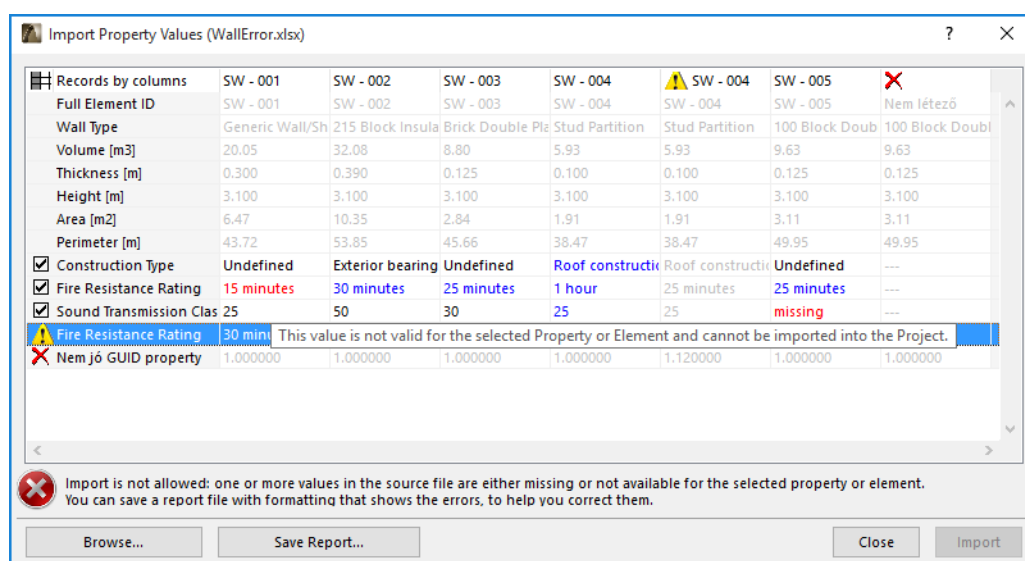 Import Property Values (WallError.xlsx) ?
Records by columns SW - 001 SW - 002 SW - 003 SW - 004 SW - 004 SW - 005
Full Element ID SW - 001 SW - 002 SW - 003 SW - 004 SW - 004 SW - 005 Nem létező
Wall Type Generic Wall/Sh 215 Block Insula Brick Double Pla Stud Partition Stud Partition 100 Block Doub 100 Block Doubl
Volume [m3] 20.05 32.08 8.80 5.93 5.93 9.63 9.63
Thickness [m] 0.300 0.390 0.125 0.100 0.100 0.125 0.125
Height [m] 3.100 3.100 3.100 3.100 3.100 3.100 3.100
Area [m2] 6.47 10.35 2.84 1.91 1.91 3.11 3.11
Perimeter [m] 43.72 53.85 45.66 38.47 38.47 49.95 49.95
Construction Type Undefined Exterior bearing Undefined Roof constructio Roof constructio Undefined ---
Fire Resistance Rating 15 minutes 30 minutes 25 minutes 1 hour 25 minutes 25 minutes ---
Sound Transmission Clas 25 50 30 25 25 missing ---
Fire Resistance Rating 30 minu This value is not valid for the selected Property or Element and cannot be imported into the Project.
Nem jó GUID property 1.000000 1.000000 1.000000 1.000000 1.120000 1.000000 1.000000
Import is not allowed: one or more values in the source file are either missing or not available for the selected property or element.
You can save a report file with formatting that shows the errors, to help you correct them.
Browse... Save Report... Close Import